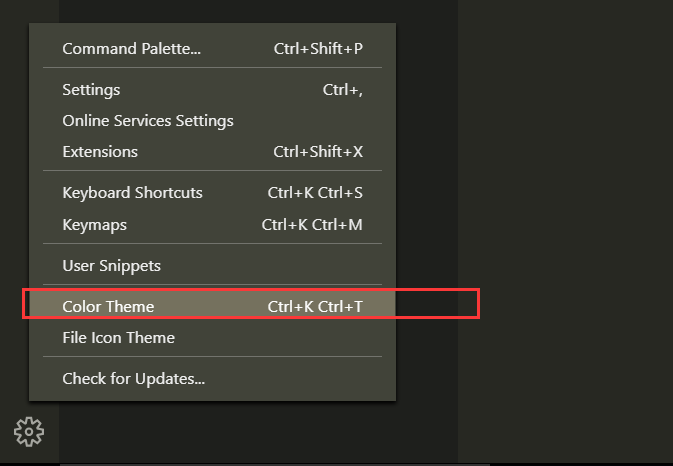 Command Palette... Ctrl+Shift+P
Settings Ctrl+,
Online Services Settings
Extensions Ctrl+Shift+X
Keyboard Shortcuts Ctrl+K Ctrl+S
Keymaps Ctrl+K Ctrl+M
User Snippets
Color Theme Ctrl+K Ctrl+T
File Icon Theme
Check for Updates...